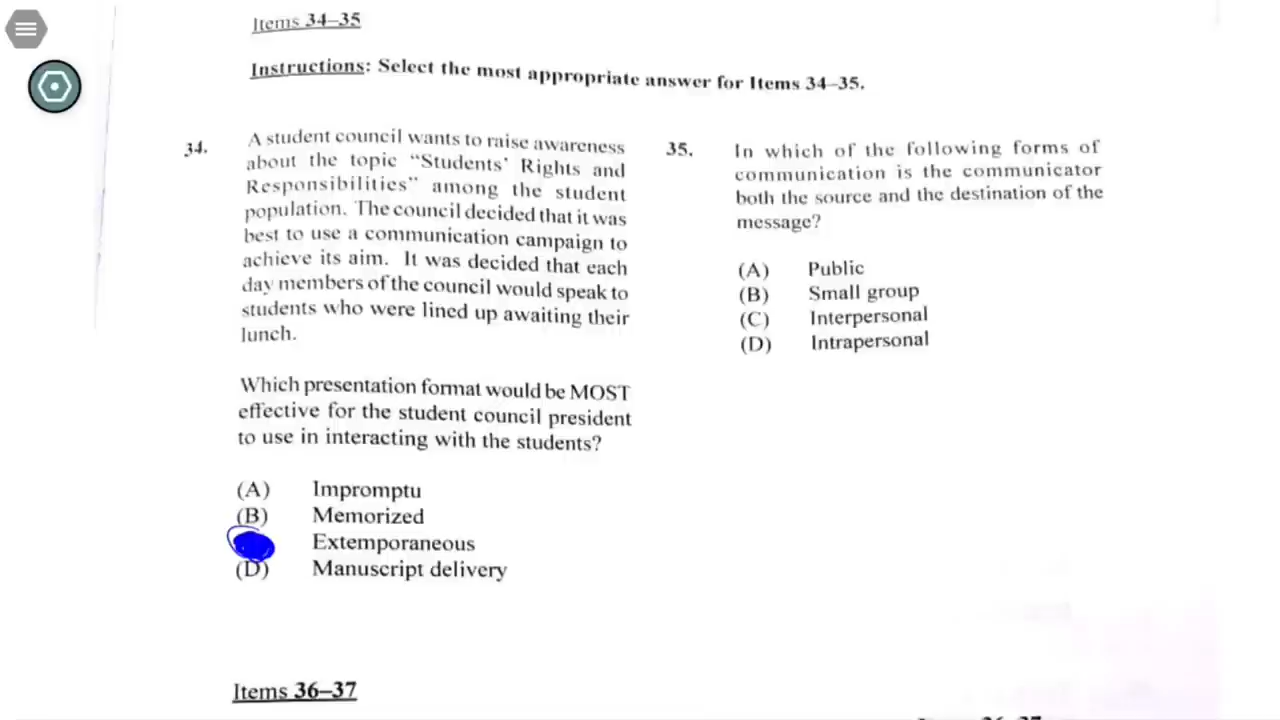 Items 34–35
Instructions: Select the most appropriate answer for Items 34–35.
34. A student council wants to raise awareness
about the topic "Students' Rights and
Responsibilities" among the student
population. The council decided that it was
best to use a communication campaign to
achieve its aim. It was decided that each
day members of the council would speak to
students who were lined up awaiting their
lunch.
Which presentation format would be MOST
effective for the student council president
to use in interacting with the students?
(A) Impromptu
(B) Memorized
Extemporaneous
(D) Manuscript delivery
35. In which of the following forms of
communication is the communicator
both the source and the destination of the
message?
(A) Public
(B) Small group
(C) Interpersonal
(D) Intrapersonal
Items 36–37